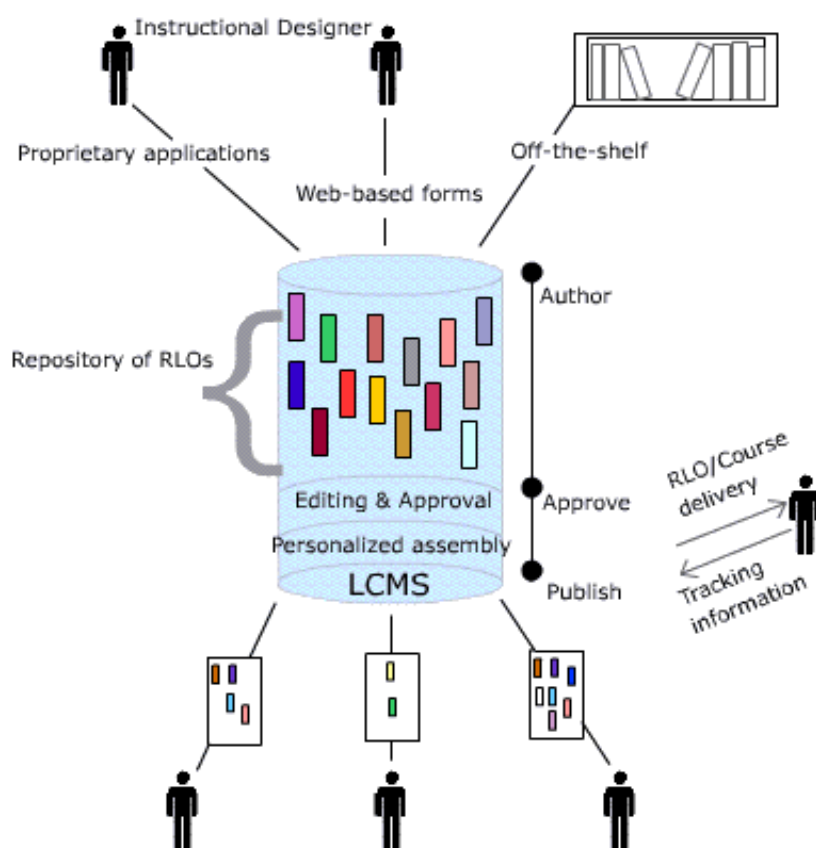 Instructional Designer
Proprietary applications
Off-the-shelf
Web-based forms
Author
Repository of RLOs
RLO/Course
delivery
Editing & Approval
Approve
Personalized assembly
LCMS
Publish
Tracking
information